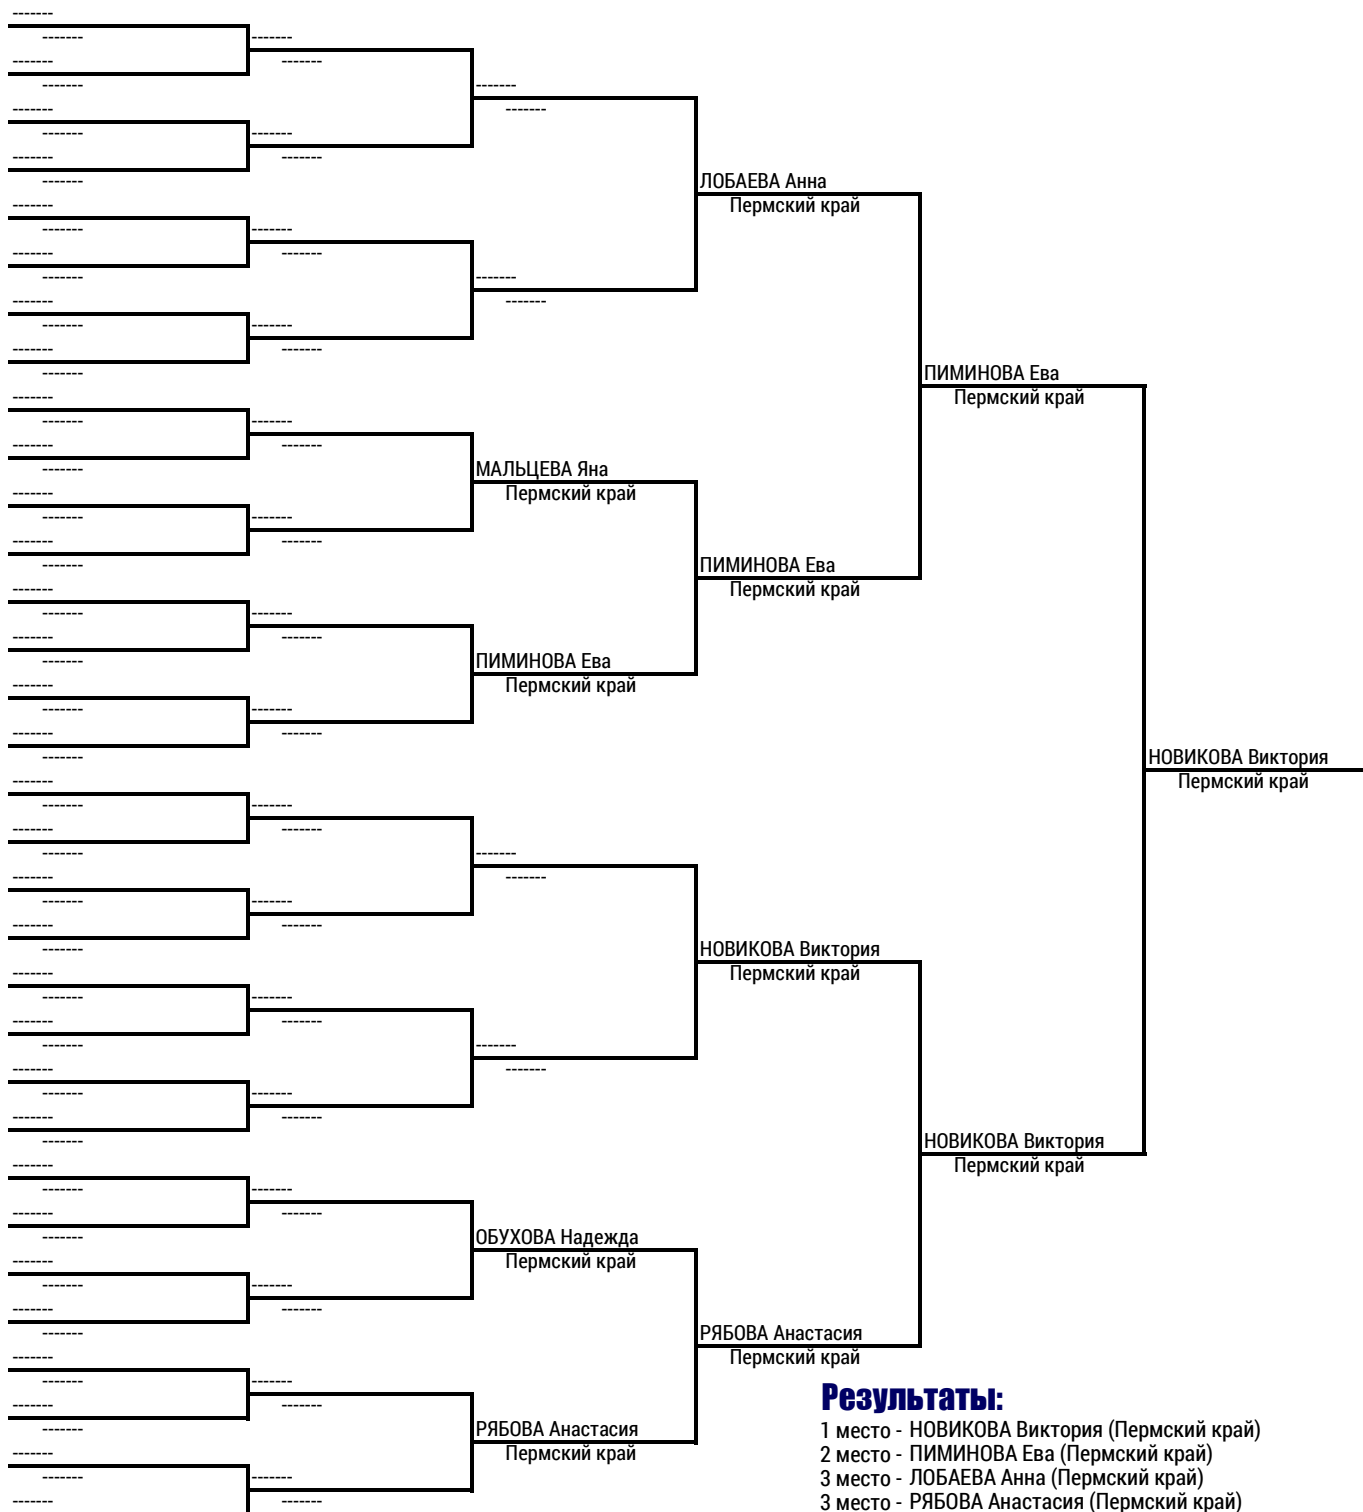 ЛОБАЕВА Анна
Пермский край
ПИМИНОВА Ева
Пермский край
МАЛЬЦЕВА Яна
Пермский край
ПИМИНОВА Ева
Пермский край
ПИМИНОВА Ева
Пермский край
НОВИКОВА Виктория
Пермский край
НОВИКОВА Виктория
Пермский край
НОВИКОВА Виктория
Пермский край
ОБУХОВА Надежда
Пермский край
РЯБОВА Анастасия
Пермский край
РЯБОВА Анастасия
Пермский край
Результаты:
1 место - НОВИКОВА Виктория (Пермский край)
2 место - ПИМИНОВА Ева (Пермский край)
3 место - ЛОБАЕВА Анна (Пермский край)
3 место - РЯБОВА Анастасия (Пермский край)